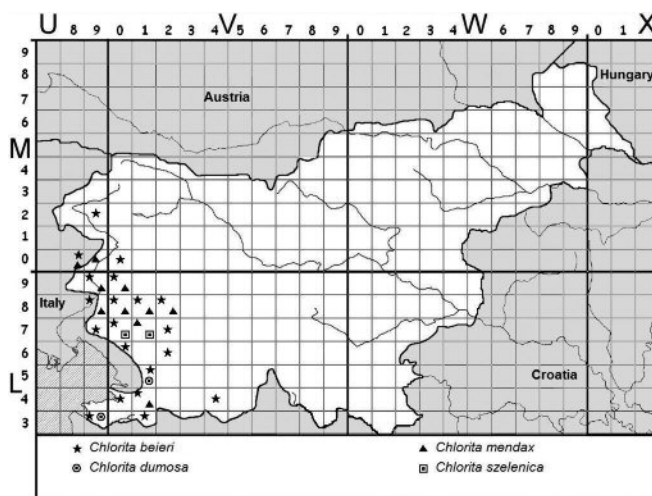 U V W X
8 9 0 1 2 3 4 5 6 7 8 9 0 1 2 3 4 6 7 8 9 0 1
9
8 Hungary
7 Austria
6
M
4
3
2
1
0
9
Italy
8
7
6
L
5 Croatia
4
3
Chlorita beieri Chlorita mendax
Chlorita dumosa Chlorita szelenica